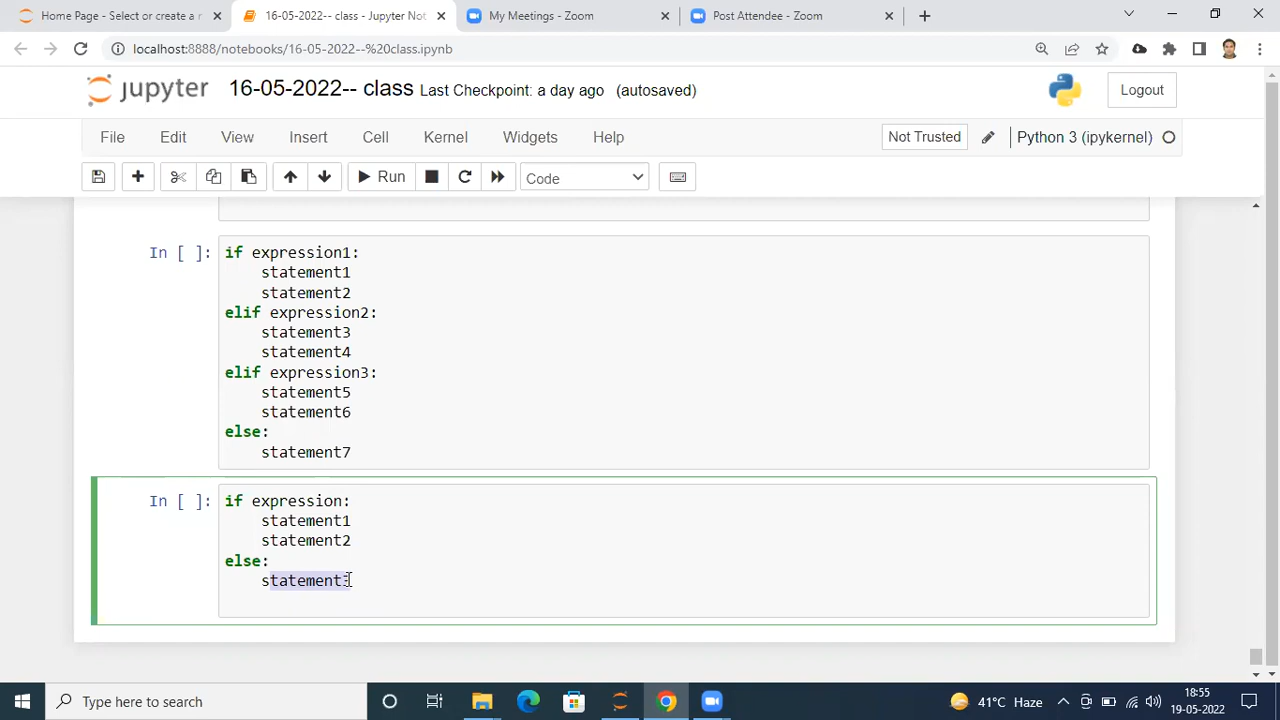 Home Page - Select or create a n
16-05-2022-- class - Jupyter Not
My Meetings - Zoom
Post Attendee - Zoom
localhost:8888/notebooks/16-05-2022--%20class.ipynb
jupyter 16-05-2022-- class Last Checkpoint: a day ago (autosaved)
Logout
File Edit View Insert Cell Kernel Widgets Help
Not Trusted
Python 3 (ipykernel)
Run
Code
In [ ]:
if expression1:
    statement1
    statement2
elif expression2:
    statement3
    statement4
elif expression3:
    statement5
    statement6
else:
    statement7
In [ ]:
if expression:
    statement1
    statement2
else:
    statement3
Type here to search
41°C Haze
18:55
19-05-2022